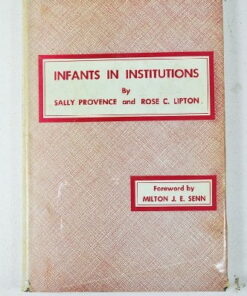 INFANTS IN INSTITUTIONS
By
SALLY PROVENCE and ROSE C. LIPTON
Foreword by
MILTON J. E. SENN